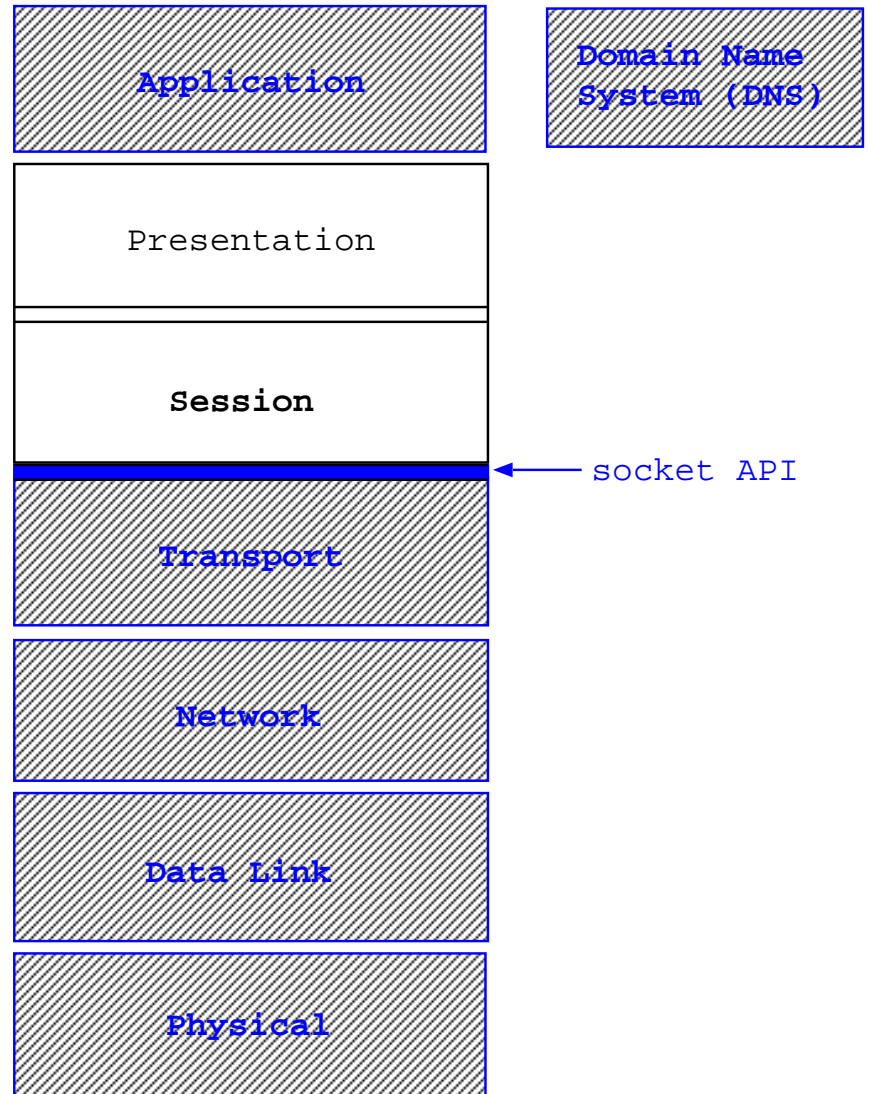 Application
Domain Name
System (DNS)
Presentation
Session
socket API
Transport
Network
Data Link
Physical